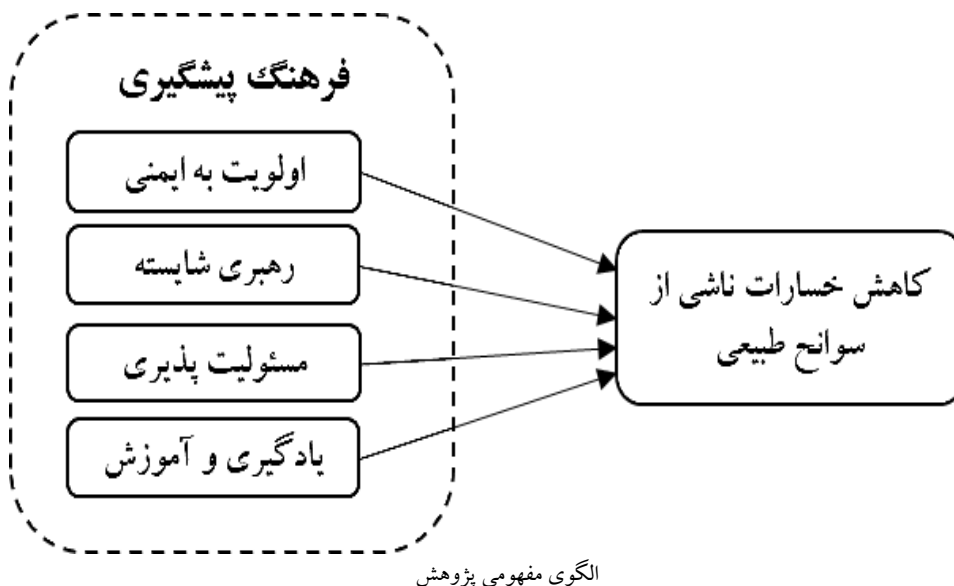 فرهنگ پیشگیری
اولویت به ایمنی
رهبری شایسته
مسئولیت پذیری
یادگیری و آموزش
کاهش خسارات ناشی از
سوانح طبیعی
الگوی مفهومی پژوهش